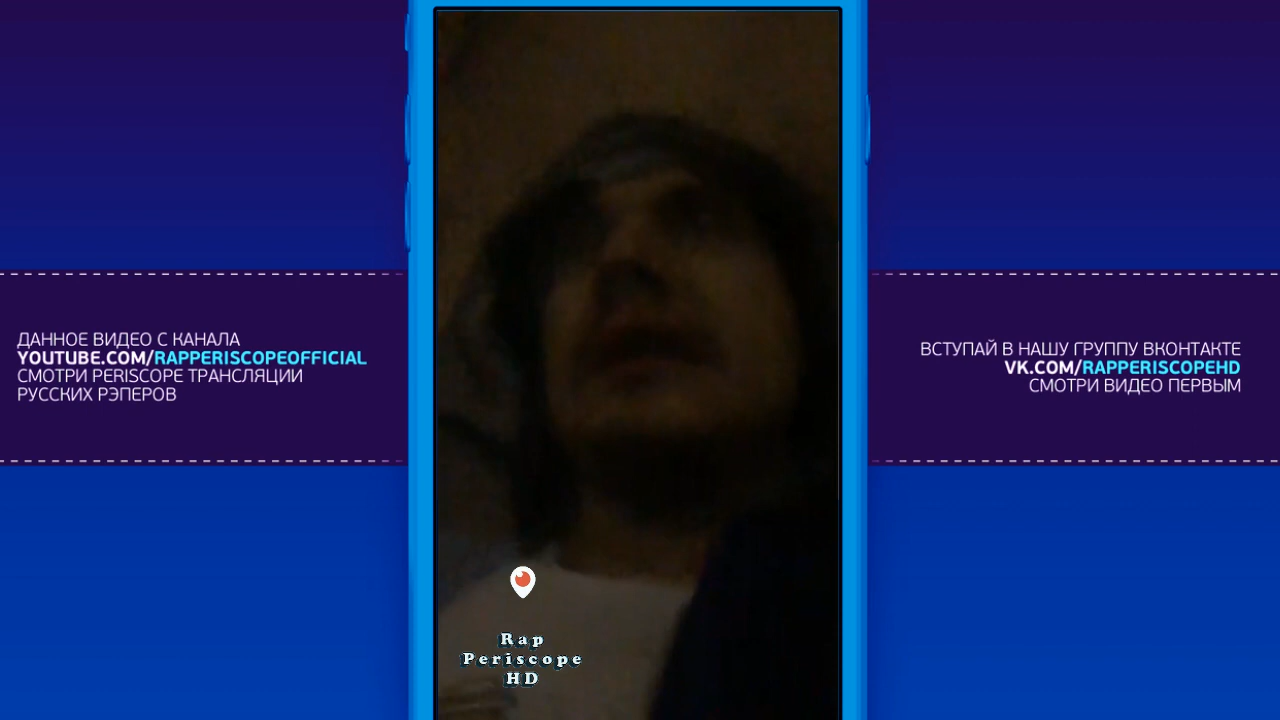 ДАННОЕ ВИДЕО С КАНАЛА
YOUTUBE.COM/RAPPERISCOPEOFFICIAL
СМОТРИ PERISCOPE ТРАНСЛЯЦИИ
РУССКИХ РЭПЕРОВ
ВСТУПАЙ В НАШУ ГРУППУ ВКОНТАКТЕ
VK.COM/RAPPERISCOPEHD
СМОТРИ ВИДЕО ПЕРВЫМ
Rap
Periscope
HD